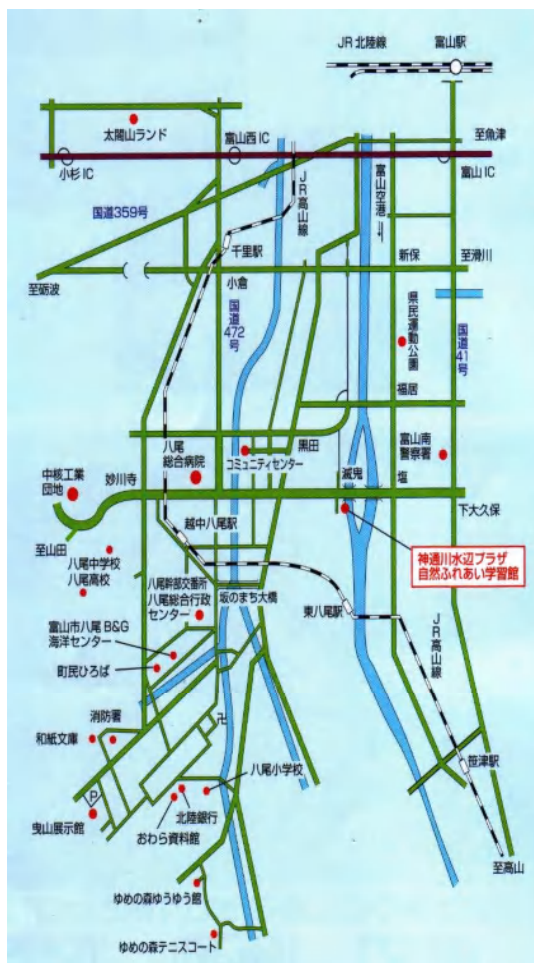 JR北陸線
富山駅
太陽山ランド
富山西IC
至魚津
小杉IC
JR高山線
富山空港
富山IC
国道359号
千里駅
新保
至滑川
至砺波
小倉
国道472号
県民運動公園
国道41号
福居
八尾
総合病院
黒田
コミュニティセンター
富山南
警察署
中核工業
団地
妙川寺
滅鬼
塩
下大久保
越中八尾駅
至山田
神通川水辺プラザ
自然ふれあい学習館
八尾中学校
八尾高校
八尾幹部交番所
八尾総合行政
センター
坂のまち大橋
東八尾駅
JR高山線
富山市八尾B&G
海洋センター
町民ひろば
消防署
和紙文庫
卍
笹津駅
八尾小学校
P
北陸銀行
曳山展示館
おわら資料館
至高山
ゆめの森ゆうゆう館
ゆめの森テニスコート